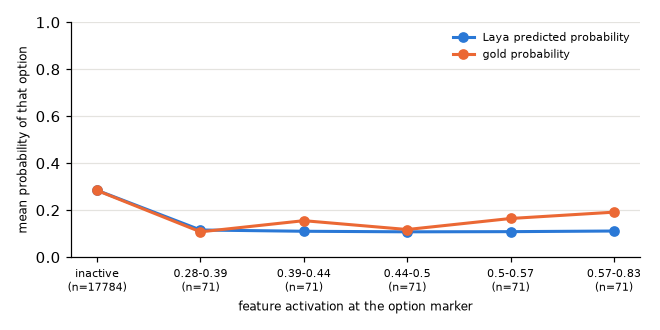 Laya predicted probability
gold probability
mean probability of that option
1.0
0.8
0.6
0.4
0.2
0.0
inactive 0.28-0.39 0.39-0.44 0.44-0.5 0.5-0.57 0.57-0.83
(n=17784) (n=71) (n=71) (n=71) (n=71) (n=71)
feature activation at the option marker